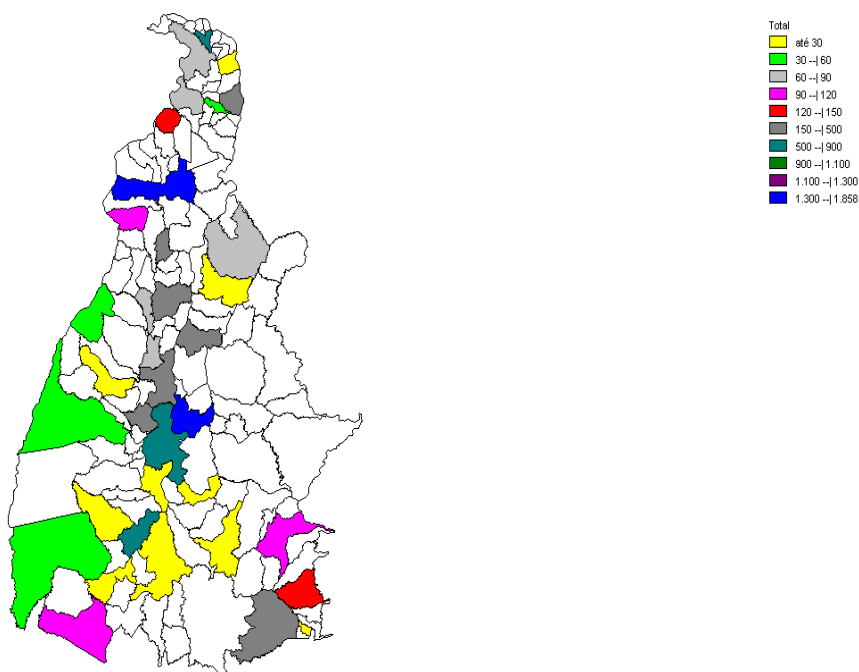 Total
até 30
30 --| 60
60 --| 90
90 --| 120
120 --| 150
150 --| 500
500 --| 900
900 --| 1.100
1.100 --| 1.300
1.300 --| 1.858